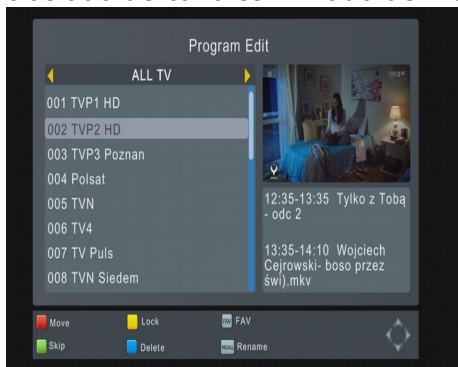 Program Edit
ALL TV
001 TVP1 HD
002 TVP2 HD
003 TVP3 Poznan
004 Polsat
005 TVN
006 TV4
007 TV Puls
008 TVN Siedem
12:35-13:35 Tylko z Tobą
- odc 2
13:35-14:10 Wojciech
Cejrowski- boso przez
świ).mkv
Move
Lock
FAV FAV
Skip
Delete
RECALL Rename